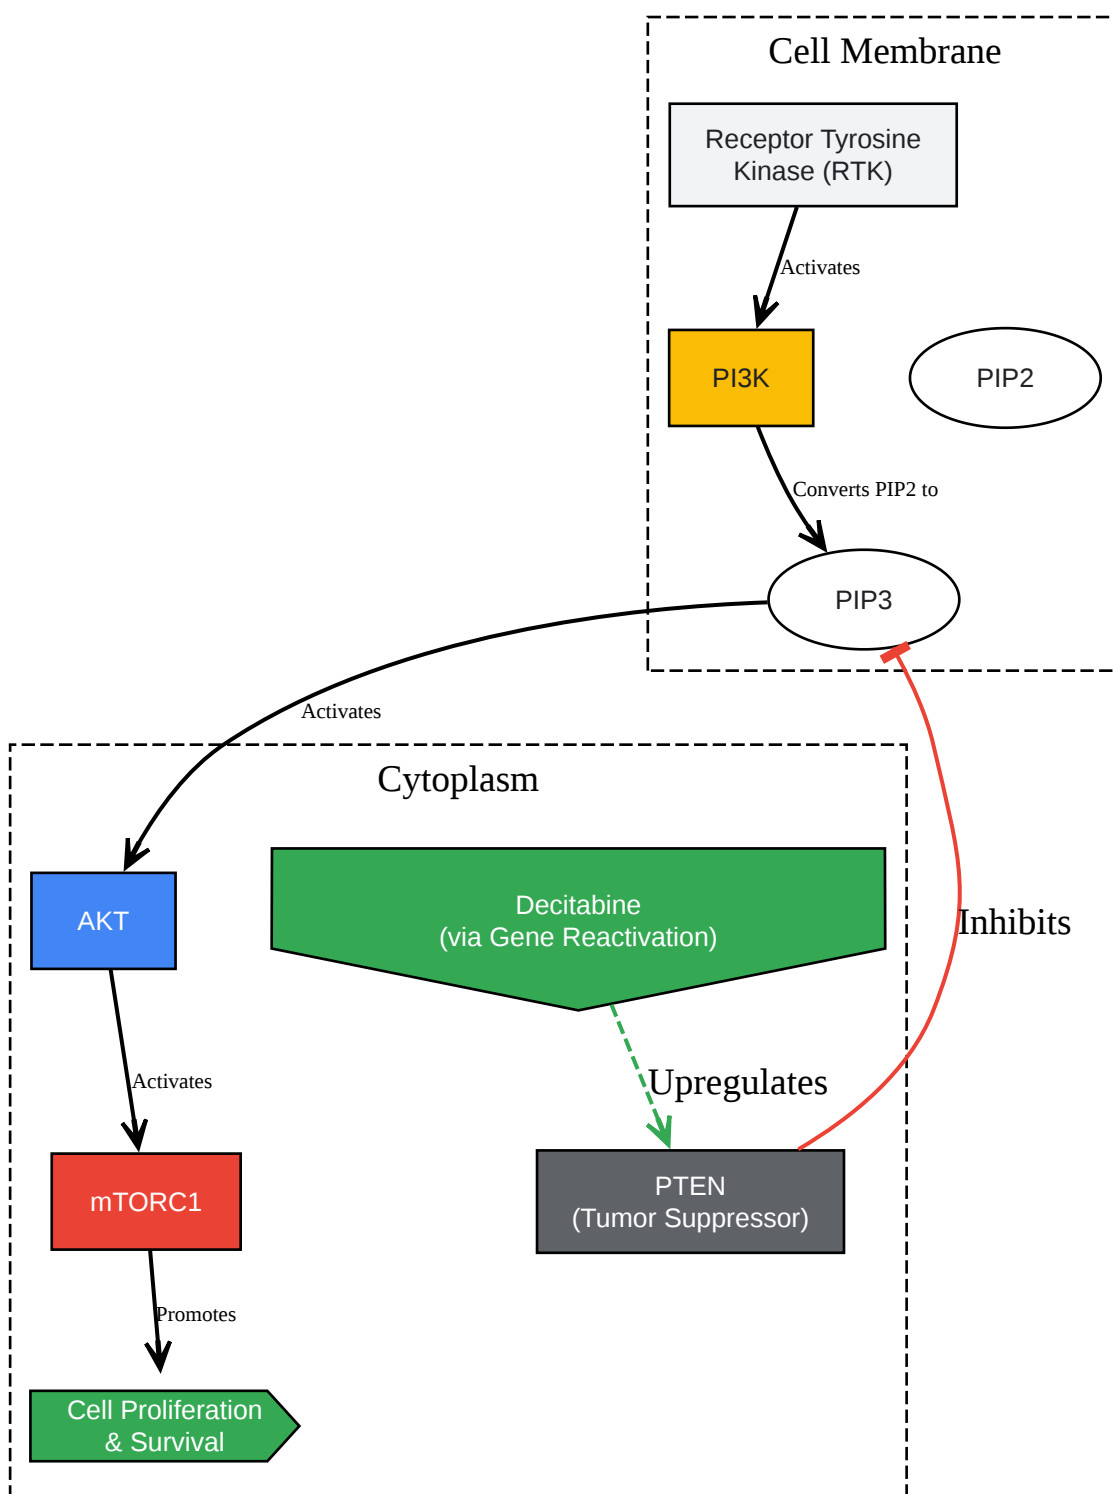 Cell Membrane
Receptor Tyrosine
Kinase (RTK)
Activates
PI3K
PIP2
Converts PIP2 to
PIP3
Activates
Cytoplasm
AKT
Decitabine
(via Gene Reactivation)
Inhibits
Activates
Upregulates
mTORC1
PTEN
(Tumor Suppressor)
Promotes
Cell Proliferation
& Survival